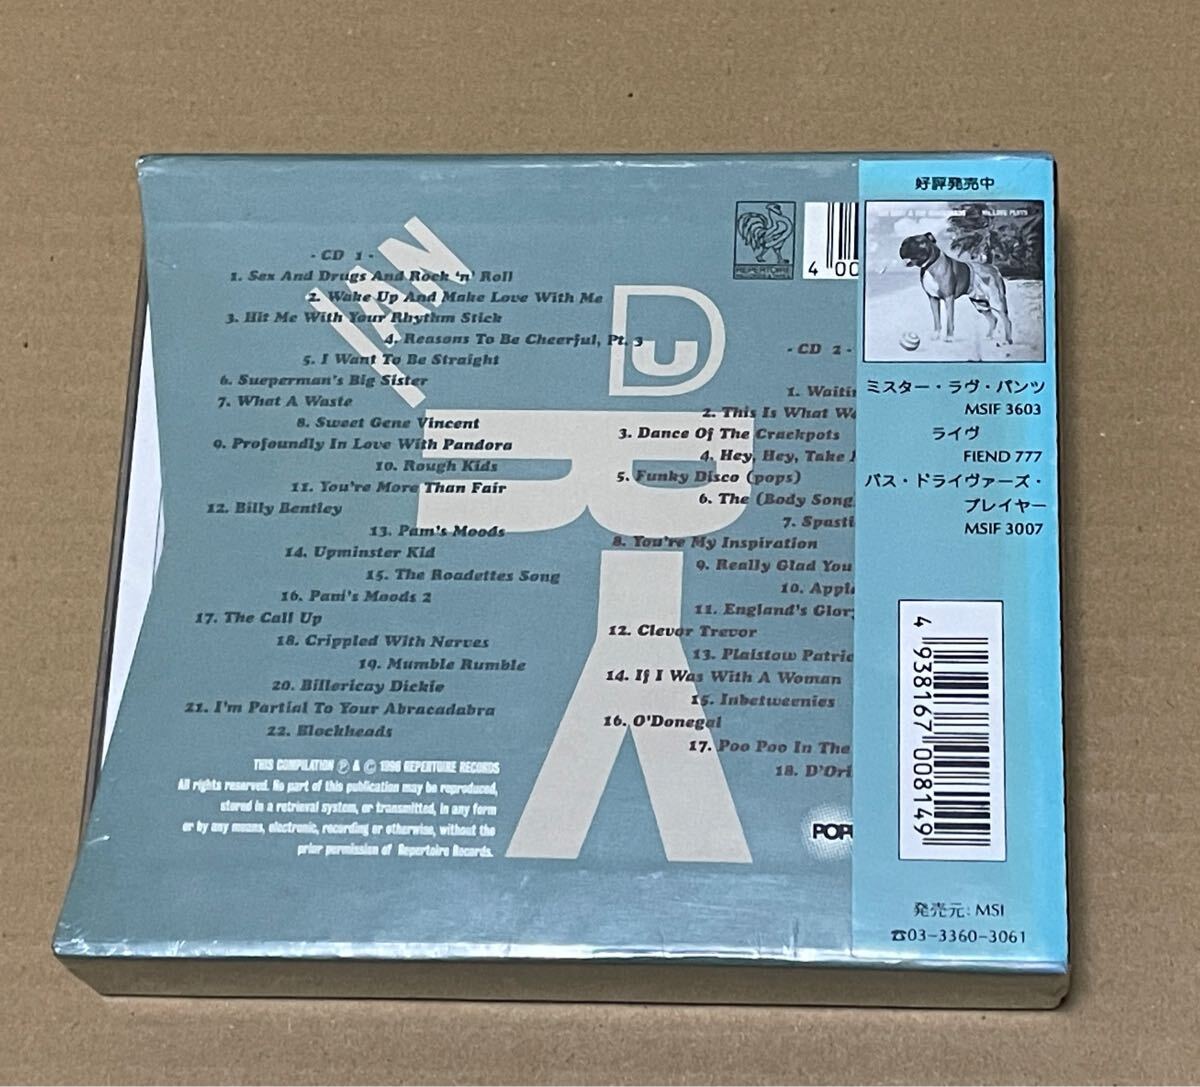 IAN
DuRY
- CD 1 -
1. Sex And Drugs And Rock 'n' Roll
2. Wake Up And Make Love With Me
3. Hit Me With Your Rhythm Stick
4. Reasons To Be Cheerful, Pt. 3
5. I Want To Be Straight
6. Sueperman's Big Sister
7. What A Waste
8. Sweet Gene Vincent
9. Profoundly In Love With Pandora
10. Rough Kids
11. You're More Than Fair
12. Billy Bentley
13. Pam's Moods
14. Upminster Kid
15. The Roadettes Song
16. Pam's Moods 2
17. The Call Up
18. Crippled With Nerves
19. Mumble Rumble
20. Billericay Dickie
21. I'm Partial To Your Abracadabra
22. Blockheads
THIS COMPILATION Ⓟ & © 1996 REPERTOIRE RECORDS
All rights reserved. No part of this publication may be reproduced,
stored in a retrieval system, or transmitted, in any form
or by any means, electronic, recording or otherwise, without the
prior permission of Repertoire Records.
REPERTOIRE
4 00
- CD 2 -
1. Waitin
2. This Is What We
3. Dance Of The Crackpots
4. Hey, Hey, Take
5. Funky Disco (pops)
6. The (Body Song
7. Spasti
8. You're My Inspiration
9. Really Glad You
10. Appl
11. England's Glor
12. Clevor Trevor
13. Plaistow Patric
14. If I Was With A Woman
15. Inbetweenies
16. O'Donegal
17. Poo Poo In The
18. D'Ori
POP
好評発売中
ミスター・ラヴ・パンツ
MSIF 3603
ライヴ
FIEND 777
バス・ドライヴァーズ・
プレイヤー
MSIF 3007
4 938167 008149
発売元: MSI
☎03-3360-3061